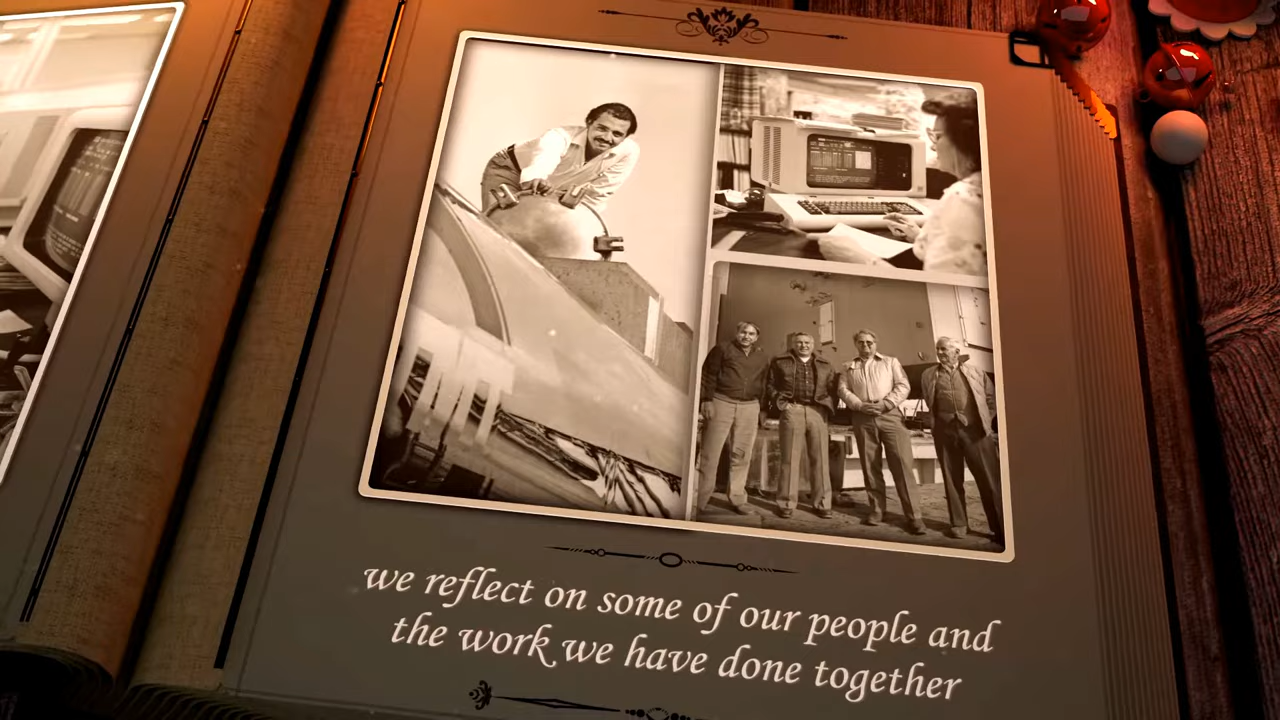 we reflect on some of our people and
the work we have done together